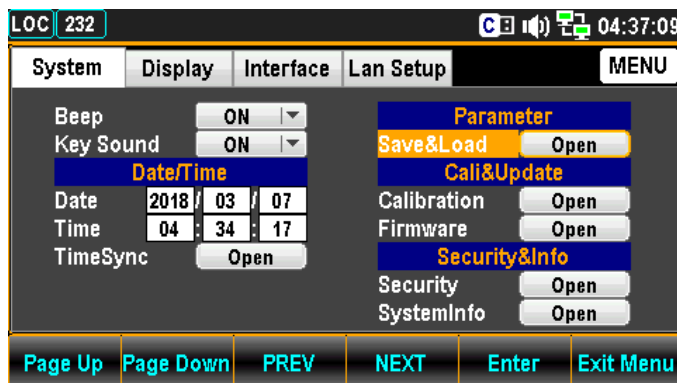 LOC 232 C 04:37:09
System Display Interface Lan Setup MENU
Beep ON
Key Sound ON
Date/Time
Date 2018 / 03 / 07
Time 04 : 34 : 17
TimeSync Open
Parameter
Save&Load Open
Cali&Update
Calibration Open
Firmware Open
Security&Info
Security Open
SystemInfo Open
Page Up Page Down PREV NEXT Enter Exit Menu